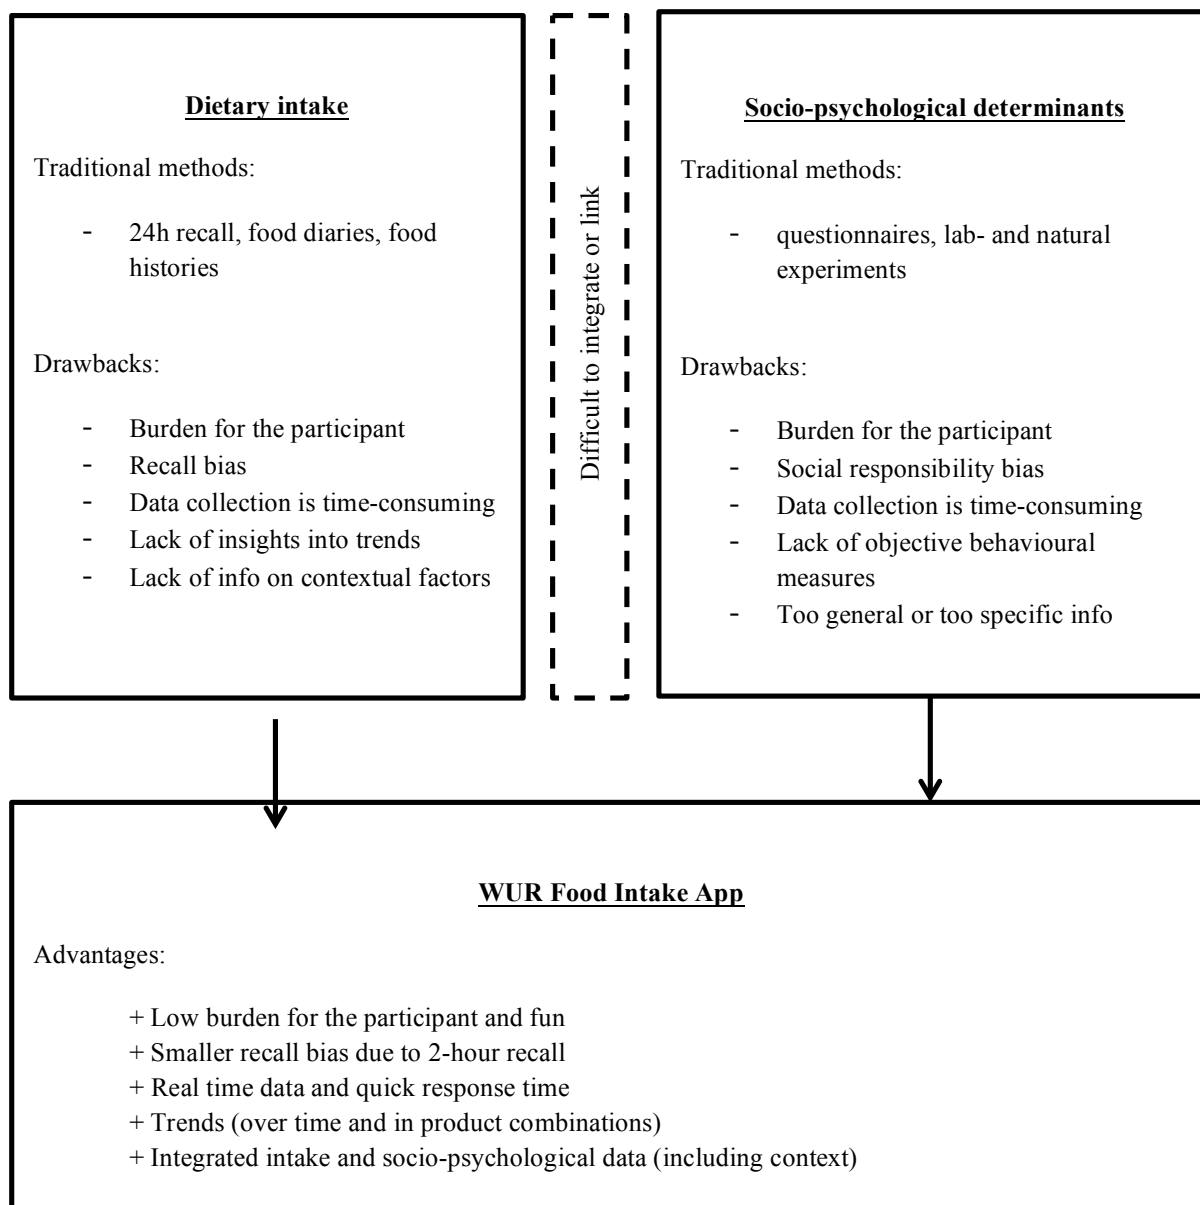 Dietary intake
Traditional methods:
- 24h recall, food diaries, food
histories
Drawbacks:
- Burden for the participant
- Recall bias
- Data collection is time-consuming
- Lack of insights into trends
- Lack of info on contextual factors
Difficult to integrate or link
Socio-psychological determinants
Traditional methods:
- questionnaires, lab- and natural
experiments
Drawbacks:
- Burden for the participant
- Social responsibility bias
- Data collection is time-consuming
- Lack of objective behavioural
measures
- Too general or too specific info
WUR Food Intake App
Advantages:
+ Low burden for the participant and fun
+ Smaller recall bias due to 2-hour recall
+ Real time data and quick response time
+ Trends (over time and in product combinations)
+ Integrated intake and socio-psychological data (including context)